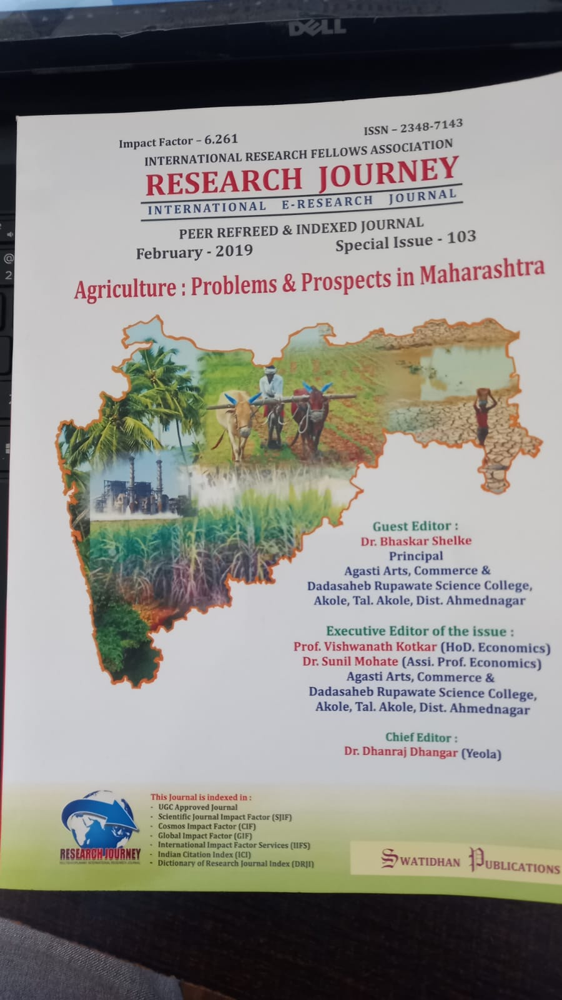 DELL
Impact Factor – 6.261
ISSN – 2348-7143
INTERNATIONAL RESEARCH FELLOWS ASSOCIATION
RESEARCH JOURNEY
INTERNATIONAL E-RESEARCH JOURNAL
PEER REFREED & INDEXED JOURNAL
February - 2019
Special Issue - 103
Agriculture : Problems & Prospects in Maharashtra
Guest Editor :
Dr. Bhaskar Shelke
Principal
Agasti Arts, Commerce &
Dadasaheb Rupawate Science College,
Akole, Tal. Akole, Dist. Ahmednagar
Executive Editor of the issue :
Prof. Vishwanath Kotkar (HoD. Economics)
Dr. Sunil Mohate (Assi. Prof. Economics)
Agasti Arts, Commerce &
Dadasaheb Rupawate Science College,
Akole, Tal. Akole, Dist. Ahmednagar
Chief Editor :
Dr. Dhanraj Dhangar (Yeola)
This Journal is indexed in :
- UGC Approved Journal
- Scientific Journal Impact Factor (SJIF)
- Cosmos Impact Factor (CIF)
- Global Impact Factor (GIF)
- International Impact Factor Services (IIFS)
- Indian Citation Index (ICI)
- Dictionary of Research Journal Index (DRJI)
RESEARCH JOURNEY
SWATIDHAN PUBLICATIONS
@
2